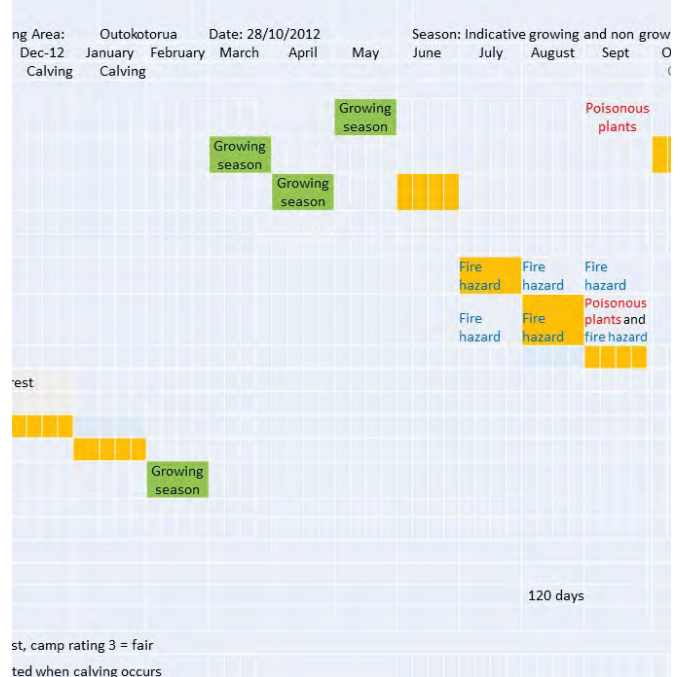 ng Area: Outokotorua Date: 28/10/2012 Season: Indicative growing and non grow
Dec-12 January February March April May June July August Sept O
Calving Calving
Growing season
Poisonous plants
Growing season
Growing season
Fire hazard
Fire hazard
Fire hazard
Fire hazard
Fire hazard
Poisonous plants and fire hazard
rest
Growing season
120 days
st, camp rating 3 = fair
ted when calving occurs